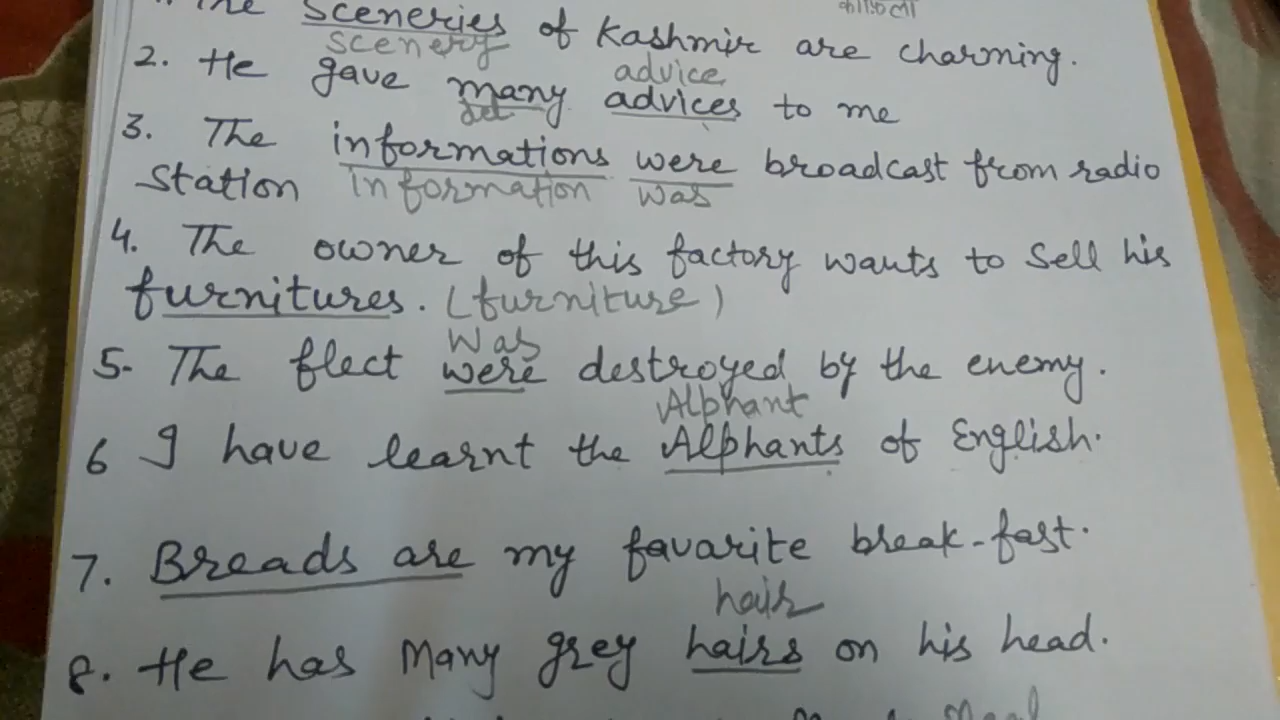 The Sceneries of Kashmir are charming.
scenery
2. He gave many advices to me
advice
3. The informations were broadcast from radio
Station information was
4. The owner of this factory wants to Sell his
furnitures. (furniture)
was
5. The flect were destroyed by the enemy.
Alphant
6 I have learnt the Alphants of English.
7. Breads are my favarite break-fast.
hair
8. He has Many grey hairs on his head.